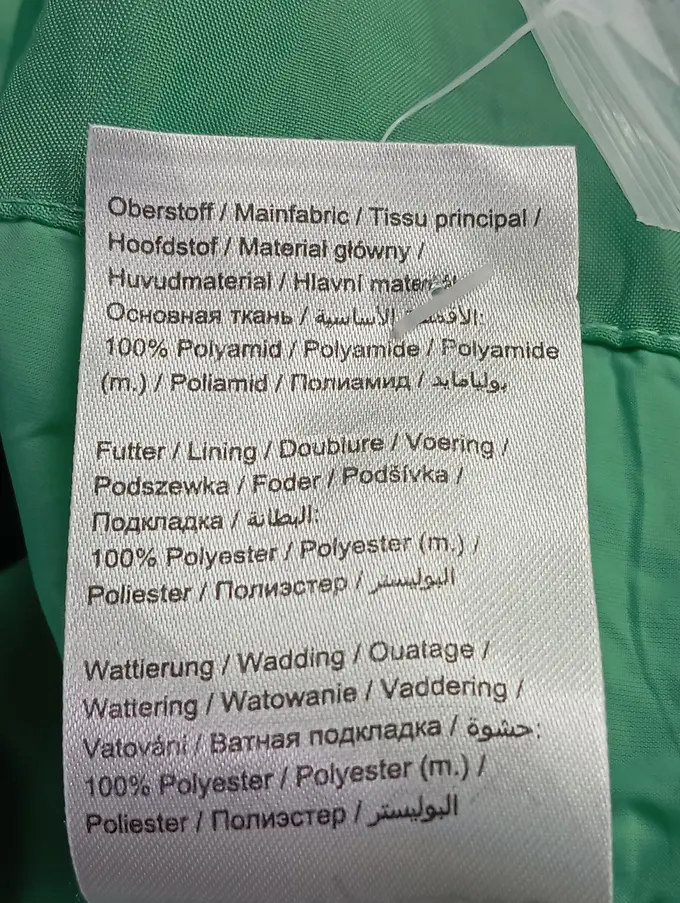 Oberstoff / Mainfabric / Tissu principal /
Hoofdstof / Materiał główny /
Huvudmaterial / Hlavní
Основная ткань / الأساسية
100% Polyamid / Polyamide / Polyamide
(m.) / Poliamid / Полиамид / بوليامايد
Futter / Lining / Doublure / Voering /
Podszewka / Foder / Podšívka /
Подкладка / البطانة:
100% Polyester / Polyester (m.) /
Poliester / Полиэстер / البوليستر
Wattierung / Wadding / Ouatage /
Wattering / Watowanie / Vaddering /
Vatování / Ватная подкладка / حشوة:
100% Polyester / Polyester (m.) /
Poliester / Полиэстер / البوليستر